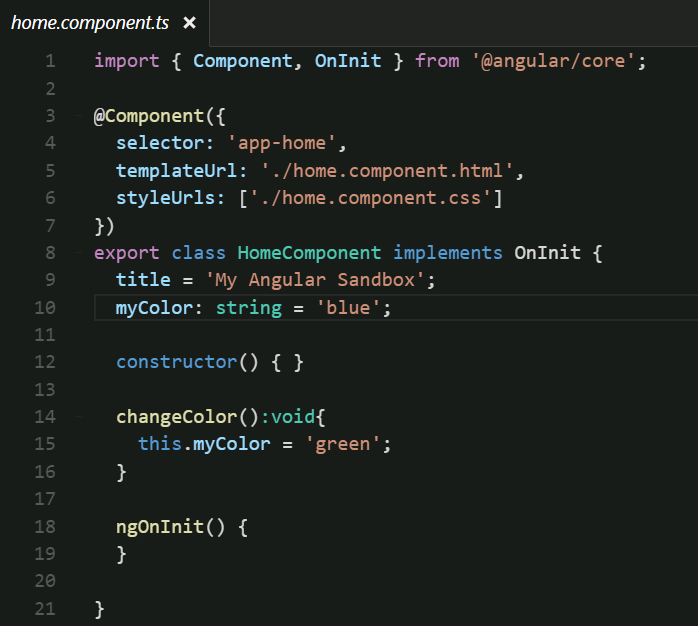 home.component.ts ×
1 import { Component, OnInit } from '@angular/core';
2
3 @Component({
4   selector: 'app-home',
5   templateUrl: './home.component.html',
6   styleUrls: ['./home.component.css']
7 })
8 export class HomeComponent implements OnInit {
9   title = 'My Angular Sandbox';
10   myColor: string = 'blue';
11
12   constructor() { }
13
14   changeColor():void{
15     this.myColor = 'green';
16   }
17
18   ngOnInit() {
19   }
20
21 }